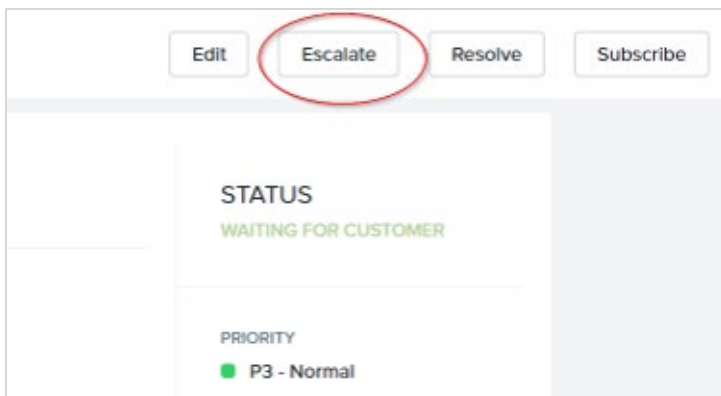 Edit Escalate Resolve Subscribe
STATUS
WAITING FOR CUSTOMER
PRIORITY
P3 - Normal